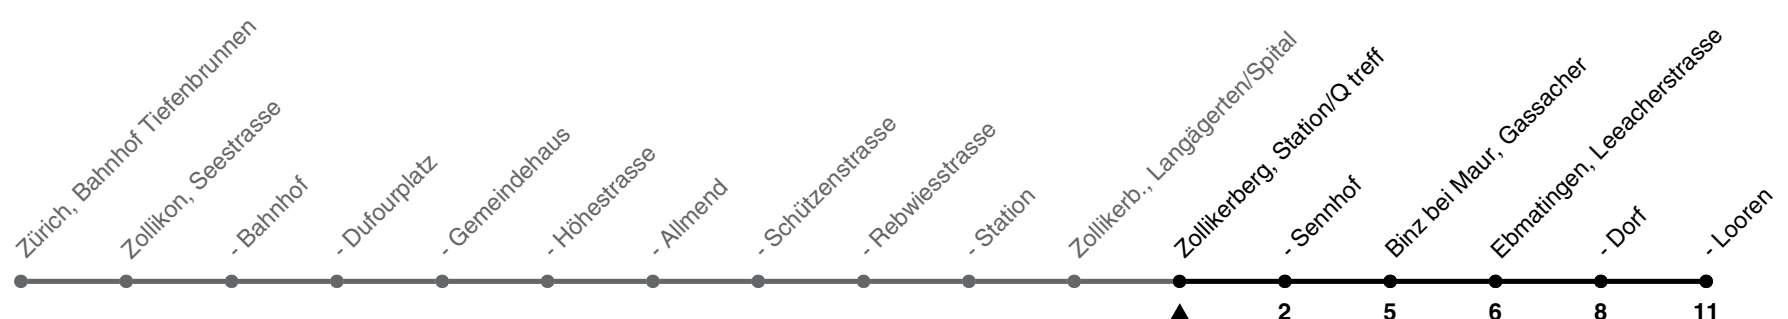 Zürich, Bahnhof Tiefenbrunnen
Zollikon, Seestrasse
- Bahnhof
- Dufourplatz
- Gemeindehaus
- Höhestrasse
- Allmend
- Schützenstrasse
- Rebwiesstrasse
- Station
Zollikerb., Langägerten/Spital
Zollikerberg, Station/Q treff
- Sennhof
Binz bei Maur, Gassacher
Ebmatingen, Leeacherstrasse
- Dorf
- Looren
2 5 6 8 11